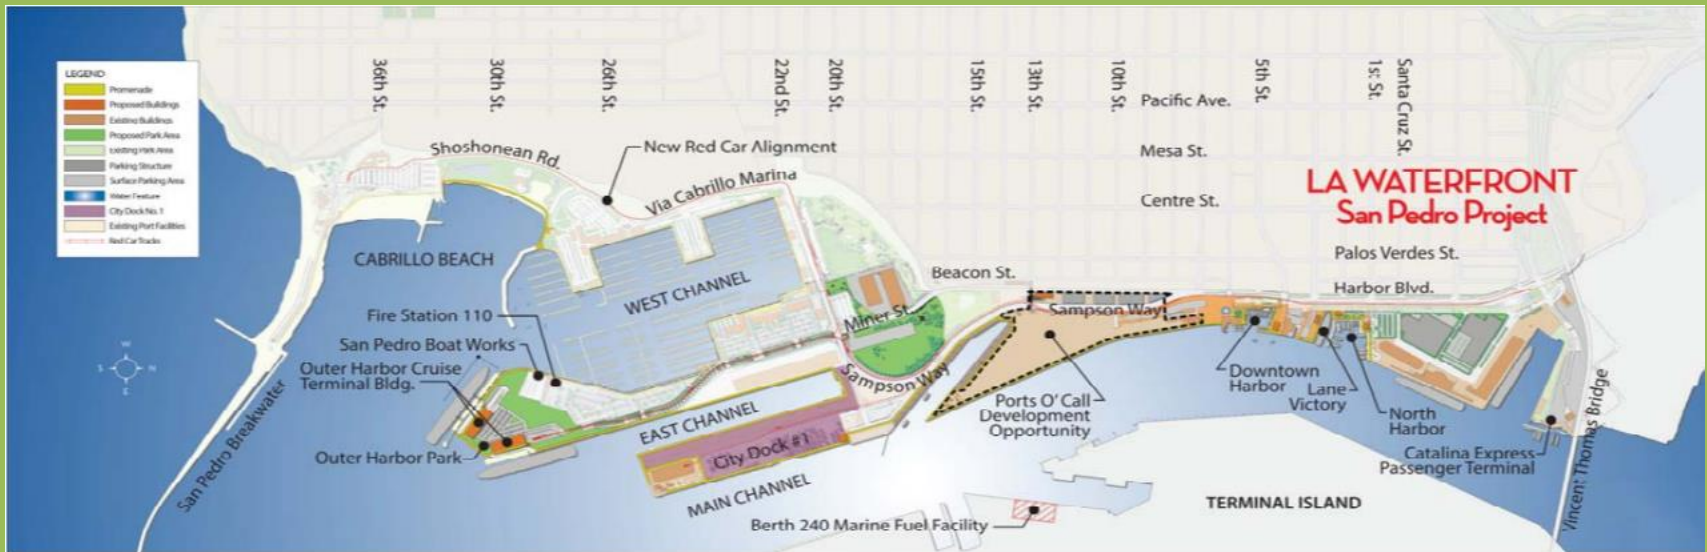 LEGEND
Promenade
Proposed Buildings
Existing Buildings
Proposed Park Area
Existing Park Area
Parking Structure
Surface Parking Area
Water Feature
City Dock No. 1
Existing Port Facilities
Red Car Tracks
36th St.
30th St.
26th St.
22nd St.
20th St.
15th St.
13th St.
10th St.
5th St.
1st St.
Santa Cruz St.
Pacific Ave.
Mesa St.
Centre St.
LA WATERFRONT
San Pedro Project
Palos Verdes St.
Harbor Blvd.
Beacon St.
Shoshonean Rd.
New Red Car Alignment
Via Cabrillo Marina
CABRILLO BEACH
WEST CHANNEL
Miner St.
Sampson Way
Sampson Way
Fire Station 110
San Pedro Boat Works
Outer Harbor Cruise
Terminal Bldg.
Outer Harbor Park
San Pedro Breakwater
W
S
N
E
EAST CHANNEL
City Dock #1
MAIN CHANNEL
Ports O' Call
Development
Opportunity
Downtown
Harbor
Lane
Victory
North
Harbor
Catalina Express
Passenger Terminal
Vincent Thomas Bridge
TERMINAL ISLAND
Berth 240 Marine Fuel Facility